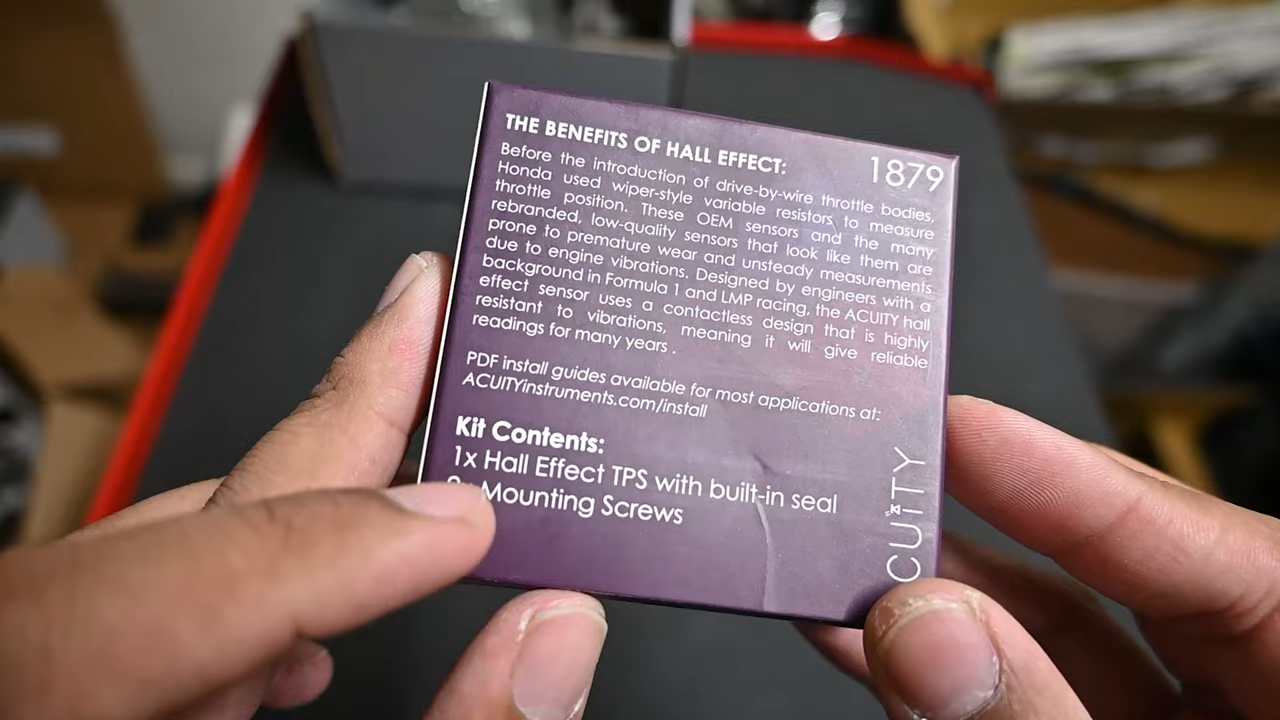 THE BENEFITS OF HALL EFFECT:
1879
Before the introduction of drive-by-wire throttle bodies,
Honda used wiper-style variable resistors to measure
throttle position. These OEM sensors and the many
rebranded, low-quality sensors that look like them are
prone to premature wear and unsteady measurements
due to engine vibrations. Designed by engineers with a
background in Formula 1 and LMP racing, the ACUITY hall
effect sensor uses a contactless design that is highly
resistant to vibrations, meaning it will give reliable
readings for many years .
PDF install guides available for most applications at:
ACUITYinstruments.com/install
Kit Contents:
1x Hall Effect TPS with built-in seal
Mounting Screws
CUITY